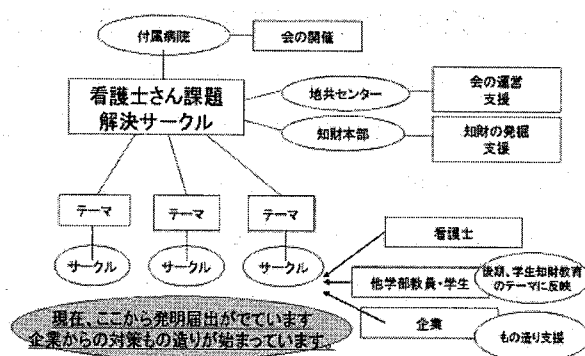 付属病院
会の開催
看護士さん課題
解決サークル
地共センター
会の運営
支援
知財本部
知財の発掘
支援
テーマ
テーマ
テーマ
サークル
サークル
サークル
看護士
他学部教員・学生
後期、学生知財教育
のテーマに反映
企業
もの造り支援
現在、ここから発明届出がでています
企業からの対策もの造りが始まっています。